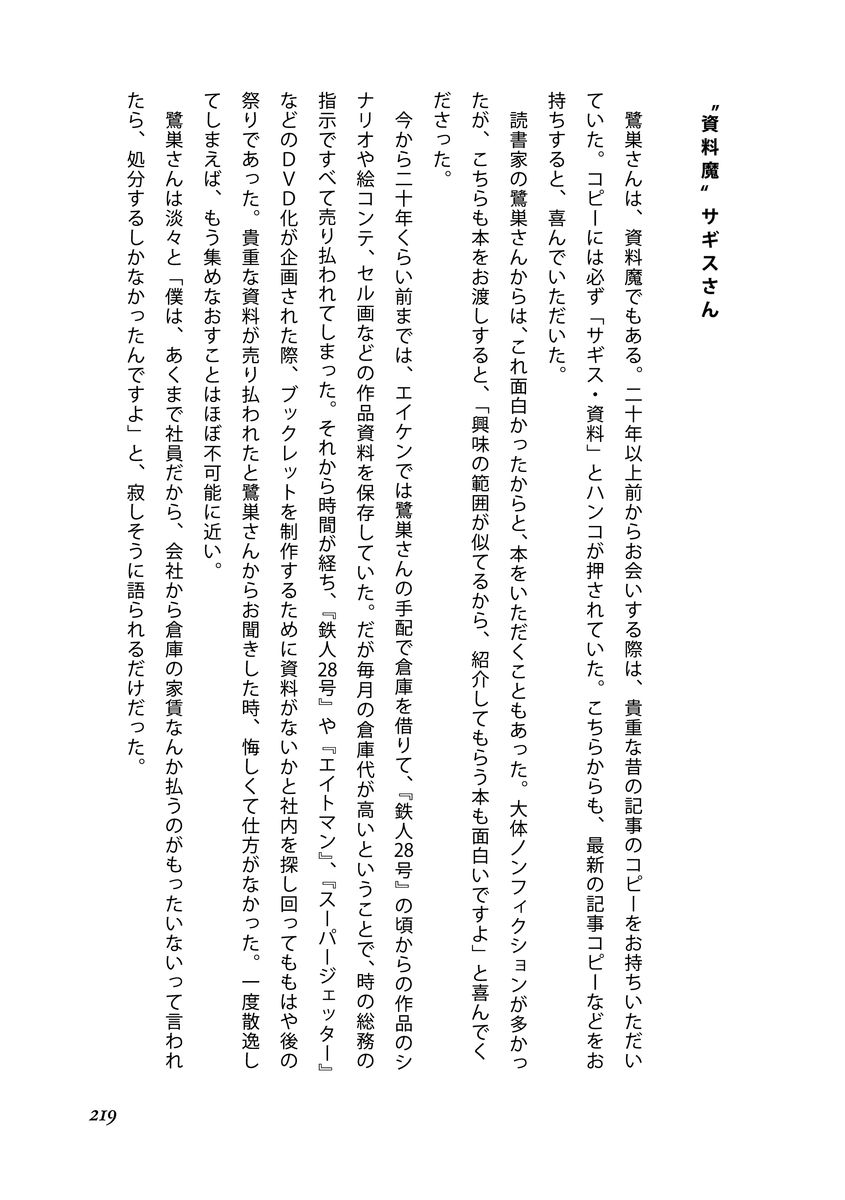 〝資料魔〟サギスさん
　鷺巣さんは、資料魔でもある。二十年以上前からお会いする際は、貴重な昔の記事のコピーをお持ちいただい
ていた。コピーには必ず「サギス・資料」とハンコが押されていた。こちらからも、最新の記事コピーなどをお
持ちすると、喜んでいただいた。
　読書家の鷺巣さんからは、これ面白かったからと、本をいただくこともあった。大体ノンフィクションが多かっ
たが、こちらも本をお渡しすると、「興味の範囲が似てるから、紹介してもらう本も面白いですよ」と喜んでく
ださった。
　今から二十年くらい前までは、エイケンでは鷺巣さんの手配で倉庫を借りて、『鉄人28号』の頃からの作品のシ
ナリオや絵コンテ、セル画などの作品資料を保存していた。だが毎月の倉庫代が高いということで、時の総務の
指示ですべて売り払われてしまった。それから時間が経ち、『鉄人28号』や『エイトマン』、『スーパージェッター』
などのＤＶＤ化が企画された際、ブックレットを制作するために資料がないかと社内を探し回ってももはや後の
祭りであった。貴重な資料が売り払われたと鷺巣さんからお聞きした時、悔しくて仕方がなかった。一度散逸し
てしまえば、もう集めなおすことはほぼ不可能に近い。
　鷺巣さんは淡々と「僕は、あくまで社員だから、会社から倉庫の家賃なんか払うのがもったいないって言われ
たら、処分するしかなかったんですよ」と、寂しそうに語られるだけだった。
219